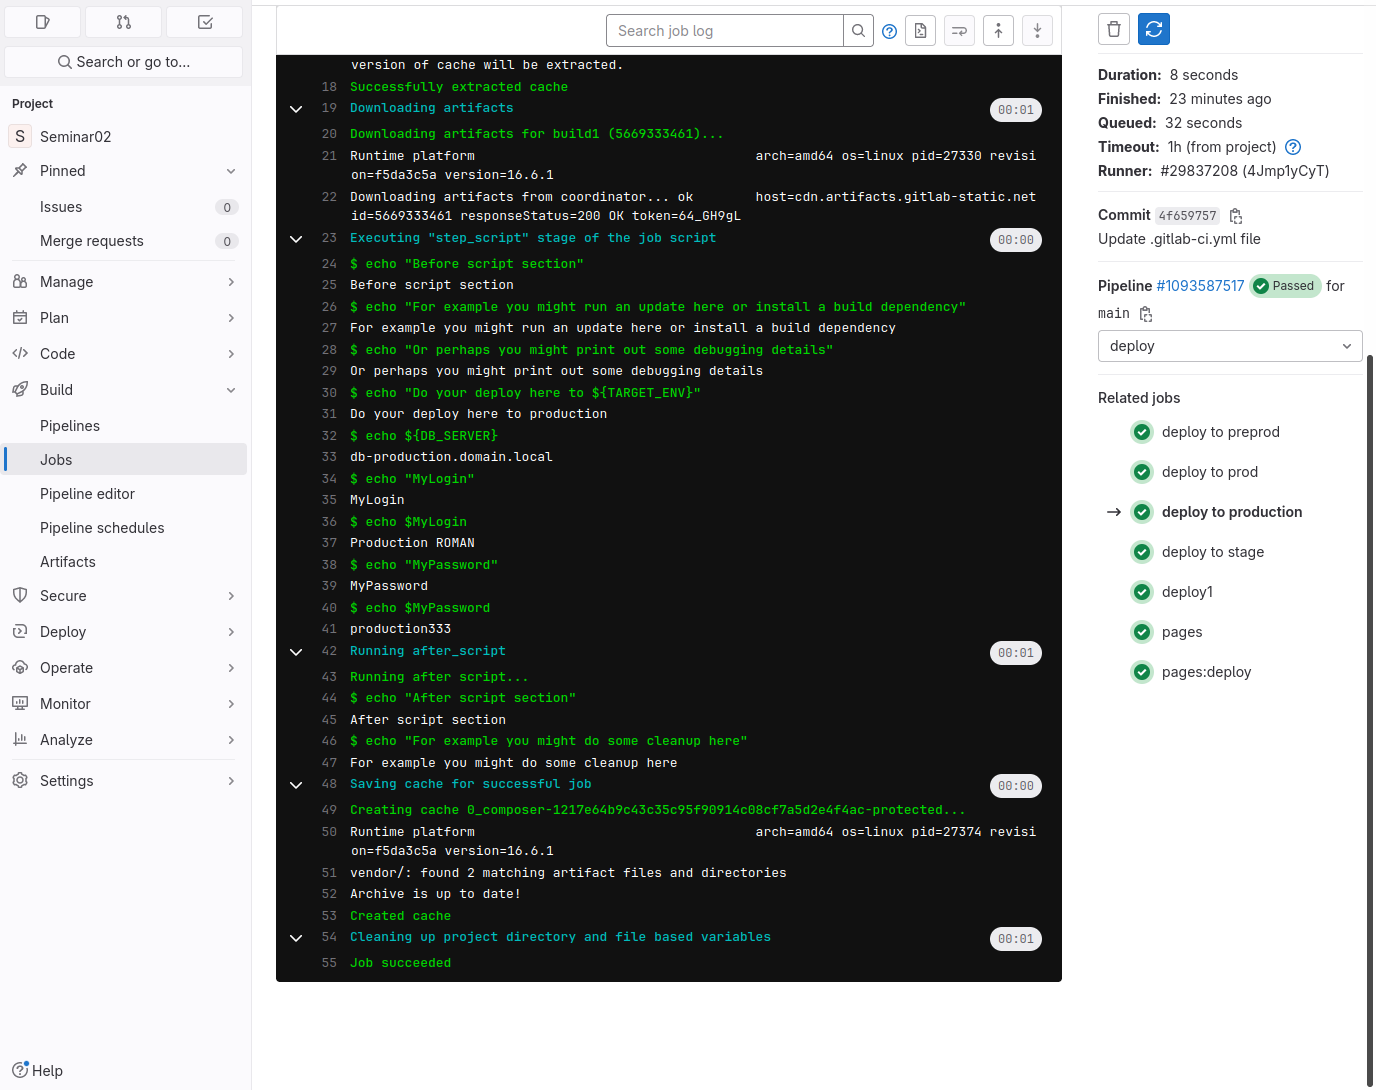 Search or go to...
Project
S Seminar02
Pinned
Issues 0
Merge requests 0
Manage
Plan
Code
Build
Pipelines
Jobs
Pipeline editor
Pipeline schedules
Artifacts
Secure
Deploy
Operate
Monitor
Analyze
Settings
Help
Search job log
version of cache will be extracted.
18 Successfully extracted cache
19 Downloading artifacts 00:01
20 Downloading artifacts for build1 (5669333461)...
21 Runtime platform arch=amd64 os=linux pid=27330 revisi
on=f5da3c5a version=16.6.1
22 Downloading artifacts from coordinator... ok host=cdn.artifacts.gitlab-static.net
id=5669333461 responseStatus=200 OK token=64_GH9gL
23 Executing "step_script" stage of the job script 00:00
24 $ echo "Before script section"
25 Before script section
26 $ echo "For example you might run an update here or install a build dependency"
27 For example you might run an update here or install a build dependency
28 $ echo "Or perhaps you might print out some debugging details"
29 Or perhaps you might print out some debugging details
30 $ echo "Do your deploy here to ${TARGET_ENV}"
31 Do your deploy here to production
32 $ echo ${DB_SERVER}
33 db-production.domain.local
34 $ echo "MyLogin"
35 MyLogin
36 $ echo $MyLogin
37 Production ROMAN
38 $ echo "MyPassword"
39 MyPassword
40 $ echo $MyPassword
41 production333
42 Running after_script 00:01
43 Running after script...
44 $ echo "After script section"
45 After script section
46 $ echo "For example you might do some cleanup here"
47 For example you might do some cleanup here
48 Saving cache for successful job 00:00
49 Creating cache 0_composer-1217e64b9c43c35c95f90914c08cf7a5d2e4f4ac-protected...
50 Runtime platform arch=amd64 os=linux pid=27374 revisi
on=f5da3c5a version=16.6.1
51 vendor/: found 2 matching artifact files and directories
52 Archive is up to date!
53 Created cache
54 Cleaning up project directory and file based variables 00:01
55 Job succeeded
Duration: 8 seconds
Finished: 23 minutes ago
Queued: 32 seconds
Timeout: 1h (from project)
Runner: #29837208 (4Jmp1yCyT)
Commit 4f659757
Update .gitlab-ci.yml file
Pipeline #1093587517 Passed for
main
deploy
Related jobs
deploy to preprod
deploy to prod
→ deploy to production
deploy to stage
deploy1
pages
pages:deploy